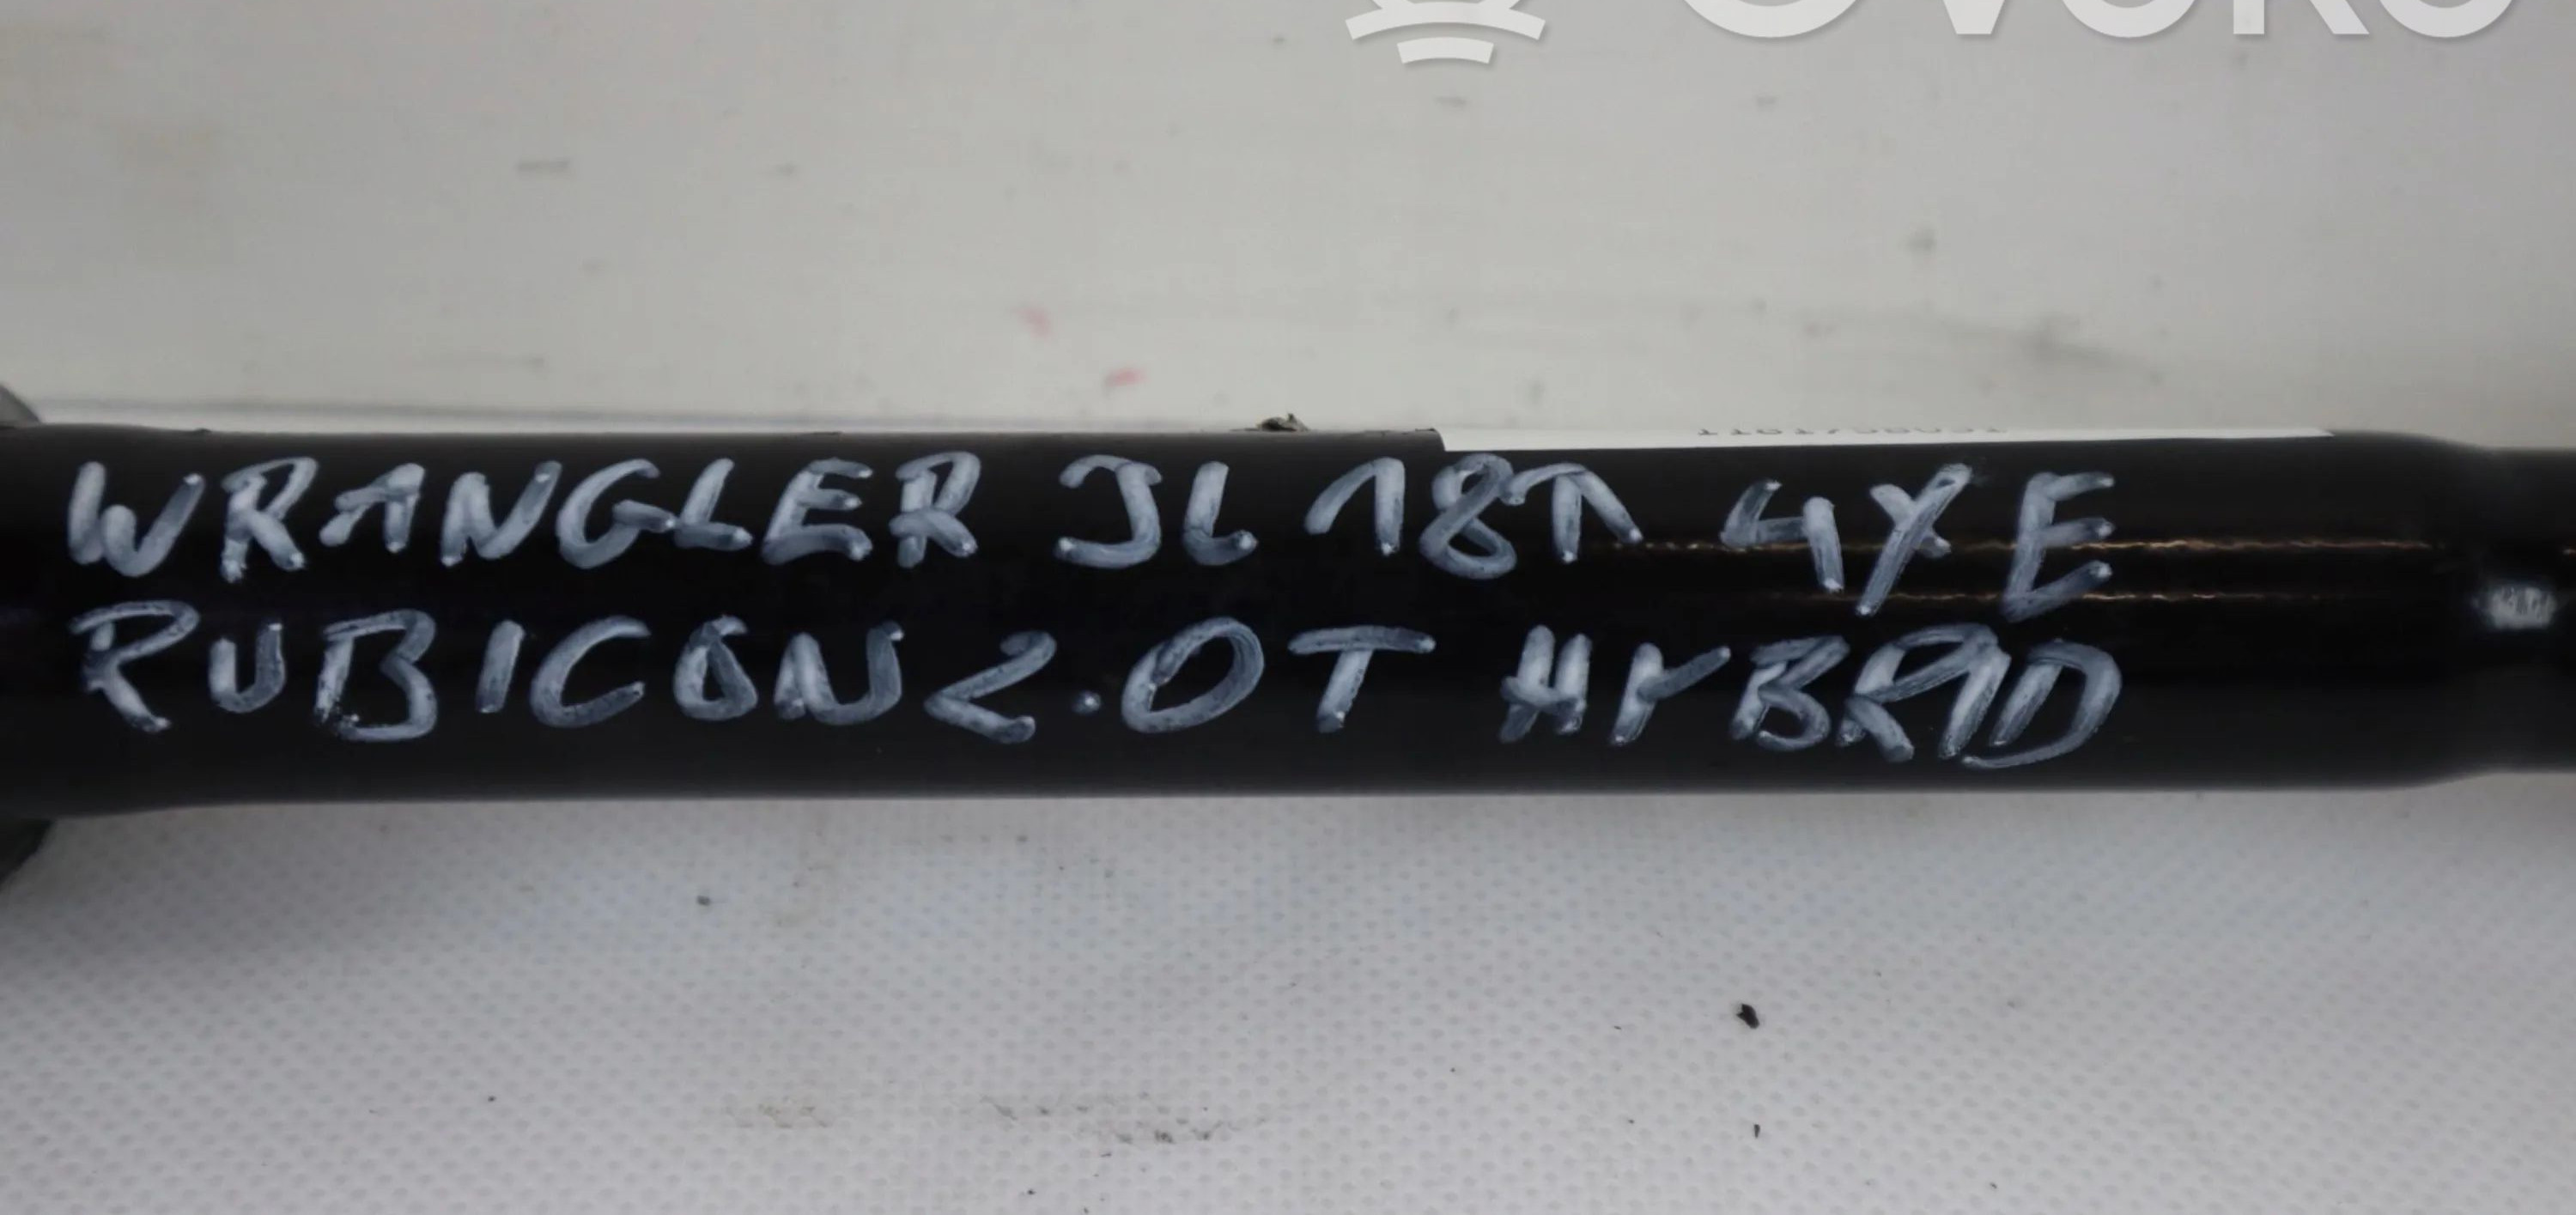 WRANGLER JL 18↑ 4XE
RUBICON 2.0T HYBRID